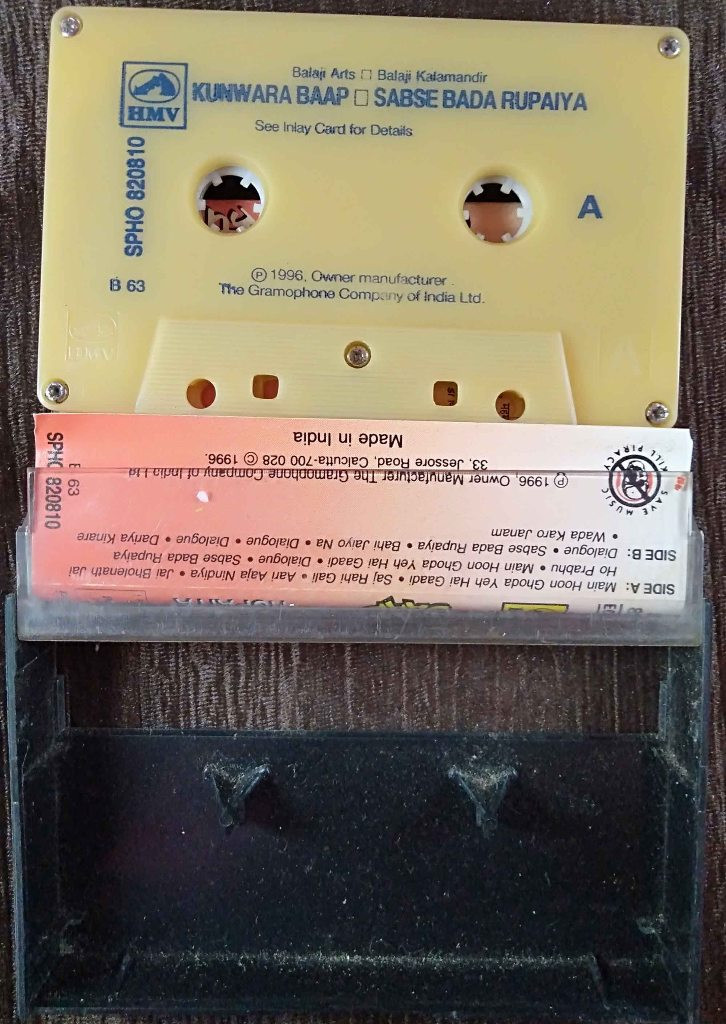 Balaji Arts □ Balaji Kalamandir
KUNWARA BAAP □ SABSE BADA RUPAIYA
HMV
See Inlay Card for Details
SPHO 820810
A
B 63
℗ 1996, Owner manufacturer
The Gramophone Company of India Ltd.
HMV
SIDE A: Main Hoon Ghoda Yeh Hai Gaadi • Saj Rahi Gali • Aari Aaja Nindiya • Jai Bholenath Jai
Ho Prabhu • Main Hoon Ghoda Yeh Hai Gaadi • Dialogue • Sabse Bada Rupaiya
SIDE B: Dialogue • Sabse Bada Rupaiya • Bahi Jaiyo Na • Dialogue • Dialogue • Dariya Kinare
• Wada Karo Janam
℗ 1996, Owner Manufacturer The Gramophone Company of India Ltd
33, Jessore Road, Calcutta-700 028 © 1996.
Made in India
SAVE MUSIC
KILL PIRACY
SPHO 820810
B 63